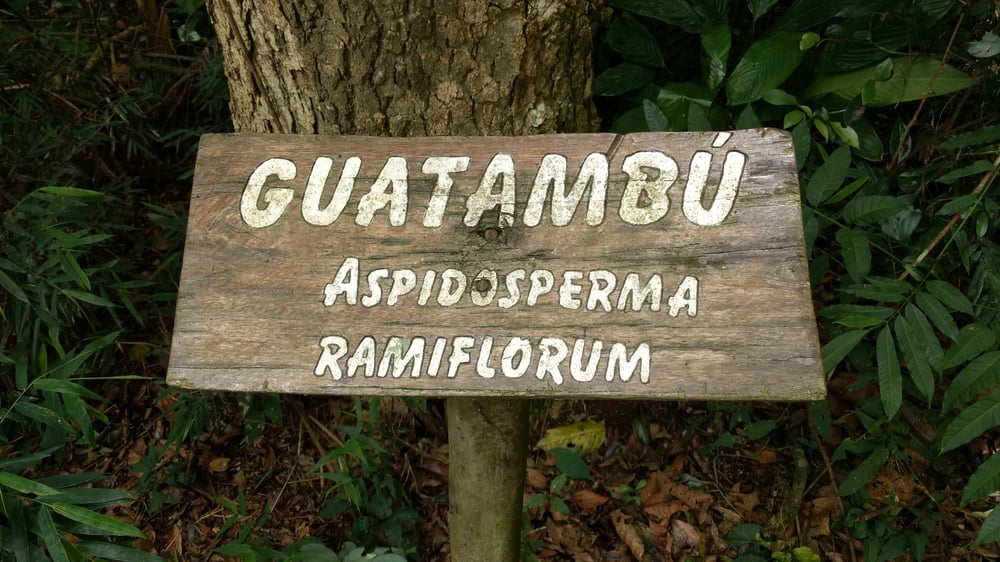 GUATAMBÚ
ASPIDOSPERMA
RAMIFLORUM